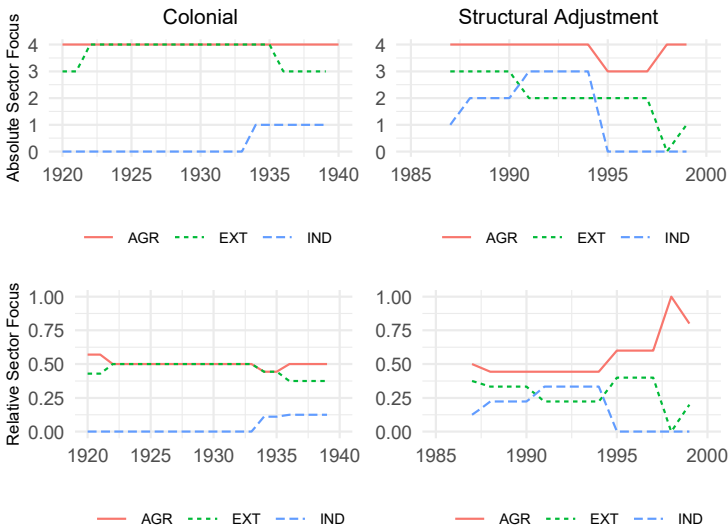 Colonial
Structural Adjustment
Absolute Sector Focus
4
3
2
1
0
1920 1925 1930 1935 1940
4
3
2
1
0
1985 1990 1995 2000
AGR EXT IND
AGR EXT IND
Relative Sector Focus
1.00
0.75
0.50
0.25
0.00
1920 1925 1930 1935 1940
1.00
0.75
0.50
0.25
0.00
1985 1990 1995 2000
AGR EXT IND
AGR EXT IND